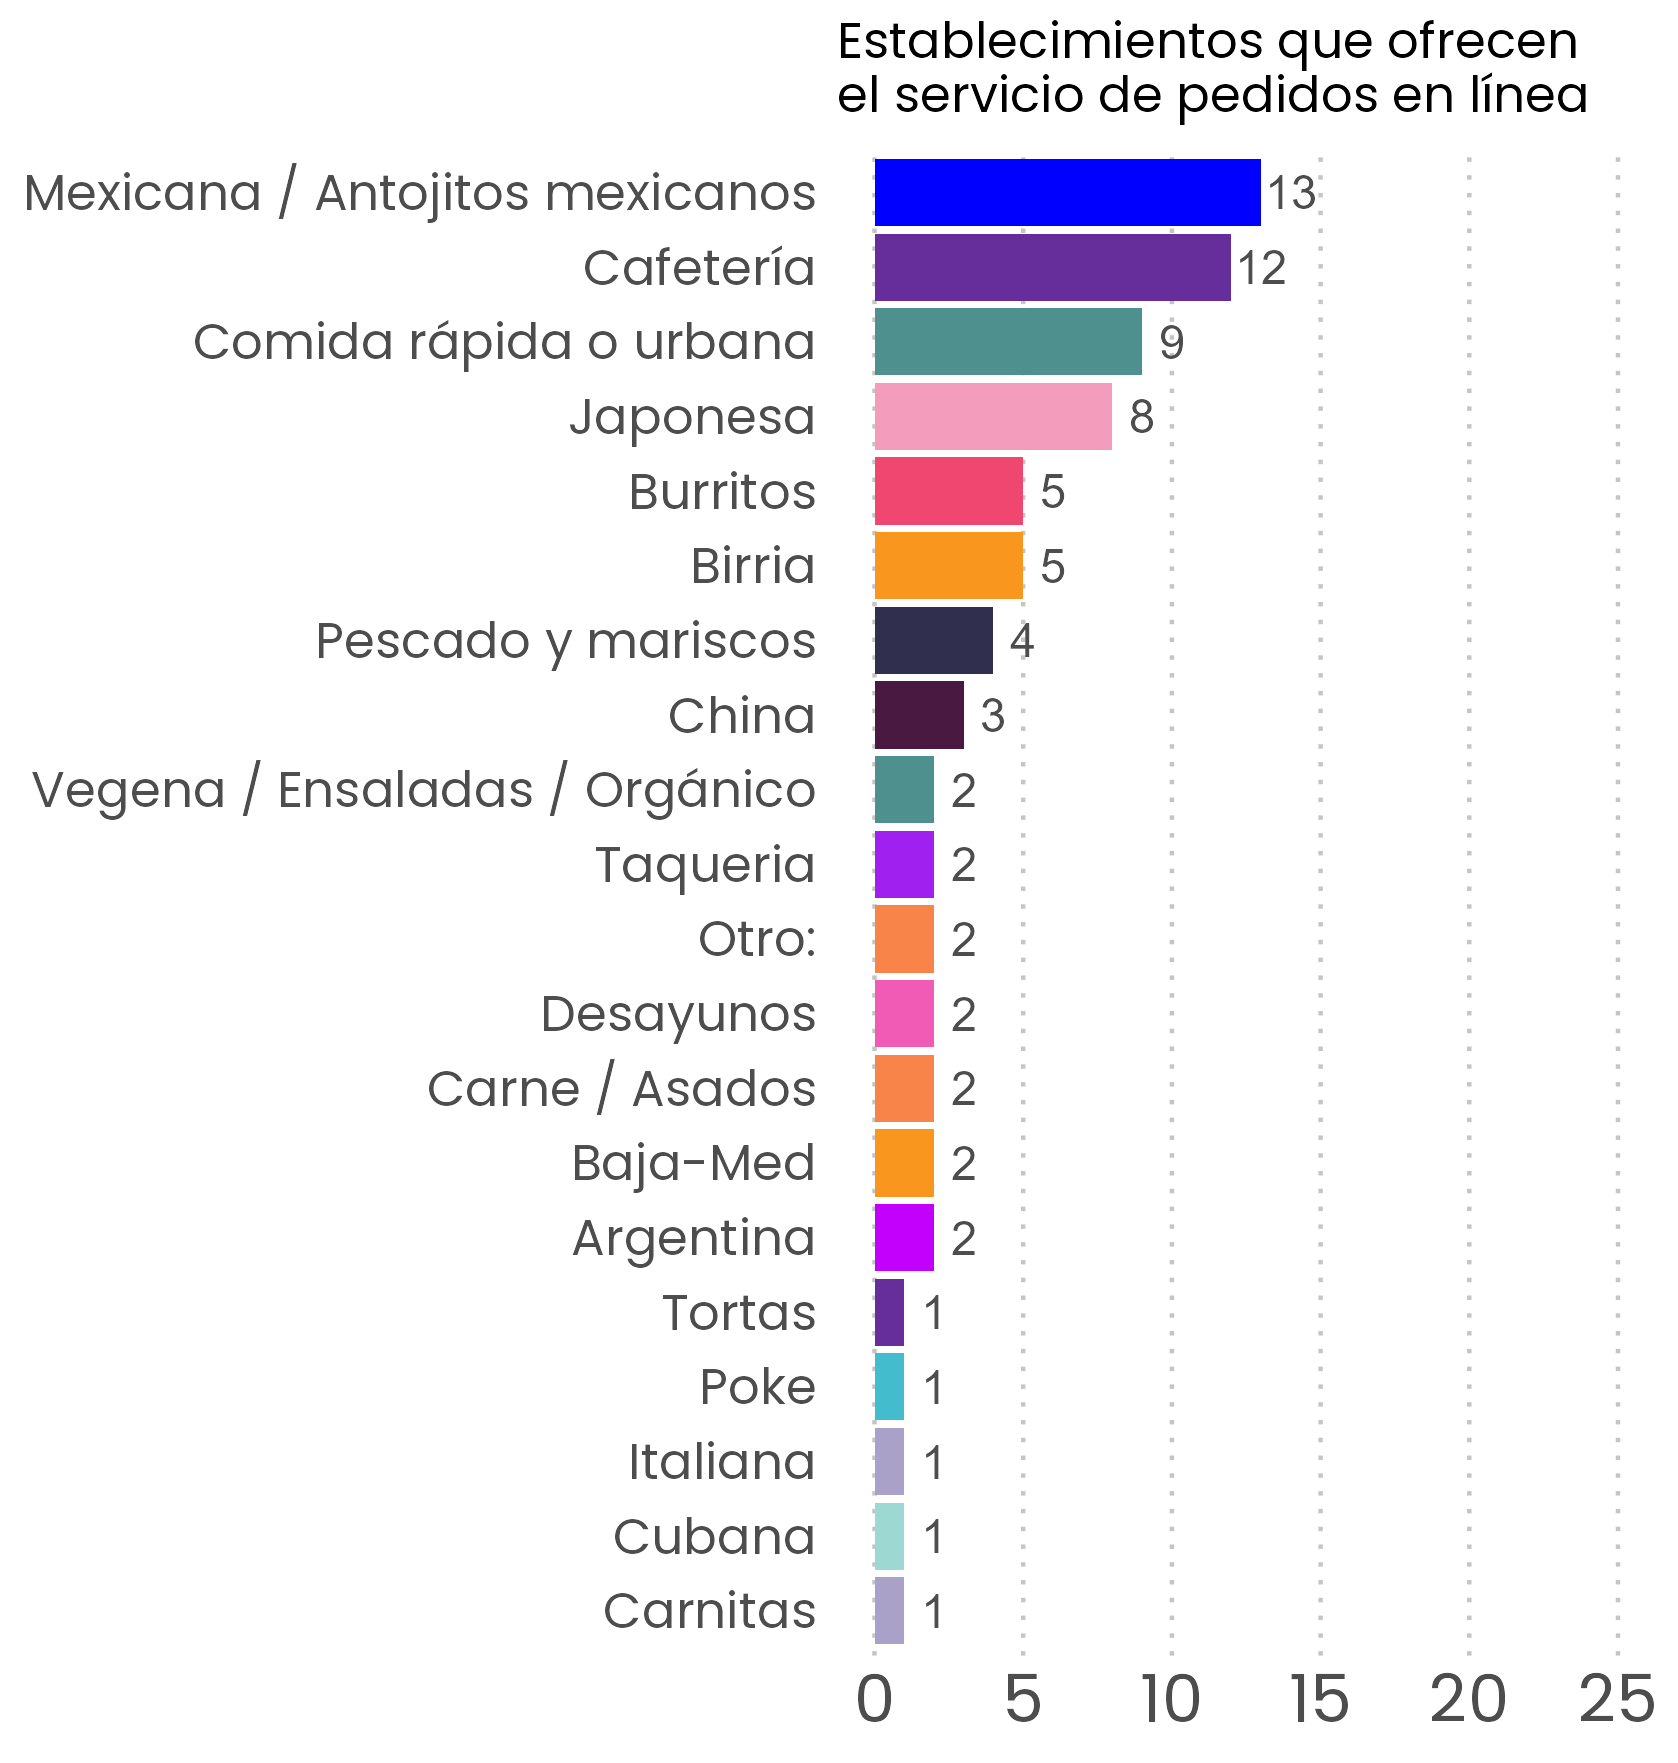 Establecimientos que ofrecen
el servicio de pedidos en línea
Mexicana / Antojitos mexicanos 13
Cafetería 12
Comida rápida o urbana 9
Japonesa 8
Burritos 5
Birria 5
Pescado y mariscos 4
China 3
Vegena / Ensaladas / Orgánico 2
Taqueria 2
Otro: 2
Desayunos 2
Carne / Asados 2
Baja-Med 2
Argentina 2
Tortas 1
Poke 1
Italiana 1
Cubana 1
Carnitas 1
0 5 10 15 20 25